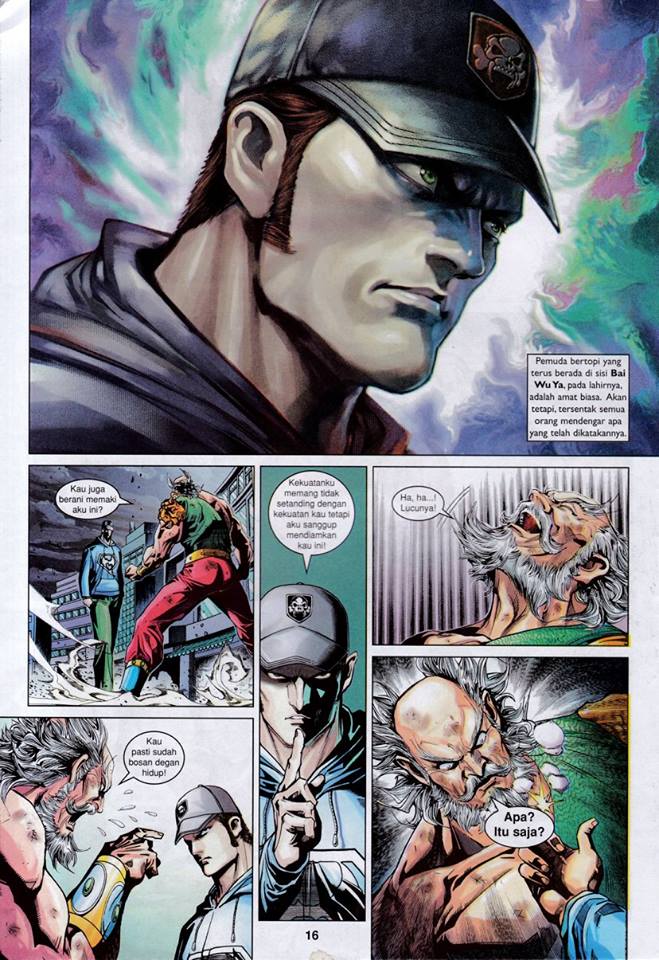 Pemuda bertopi yang
terus berada di sisi Bai
Wu Ya, pada lahirnya,
adalah amat biasa. Akan
tetapi, tersentak semua
orang mendengar apa
yang telah dikatakannya.
Kau juga
berani memaki
aku ini?
Kau
pasti sudah
bosan degan
hidup!
Kekuatanku
memang tidak
setanding dengan
kekuatan kau tetapi
aku sanggup
mendiamkan
kau ini!
Ha, ha...!
Lucunya!
Apa?
Itu saja?
16